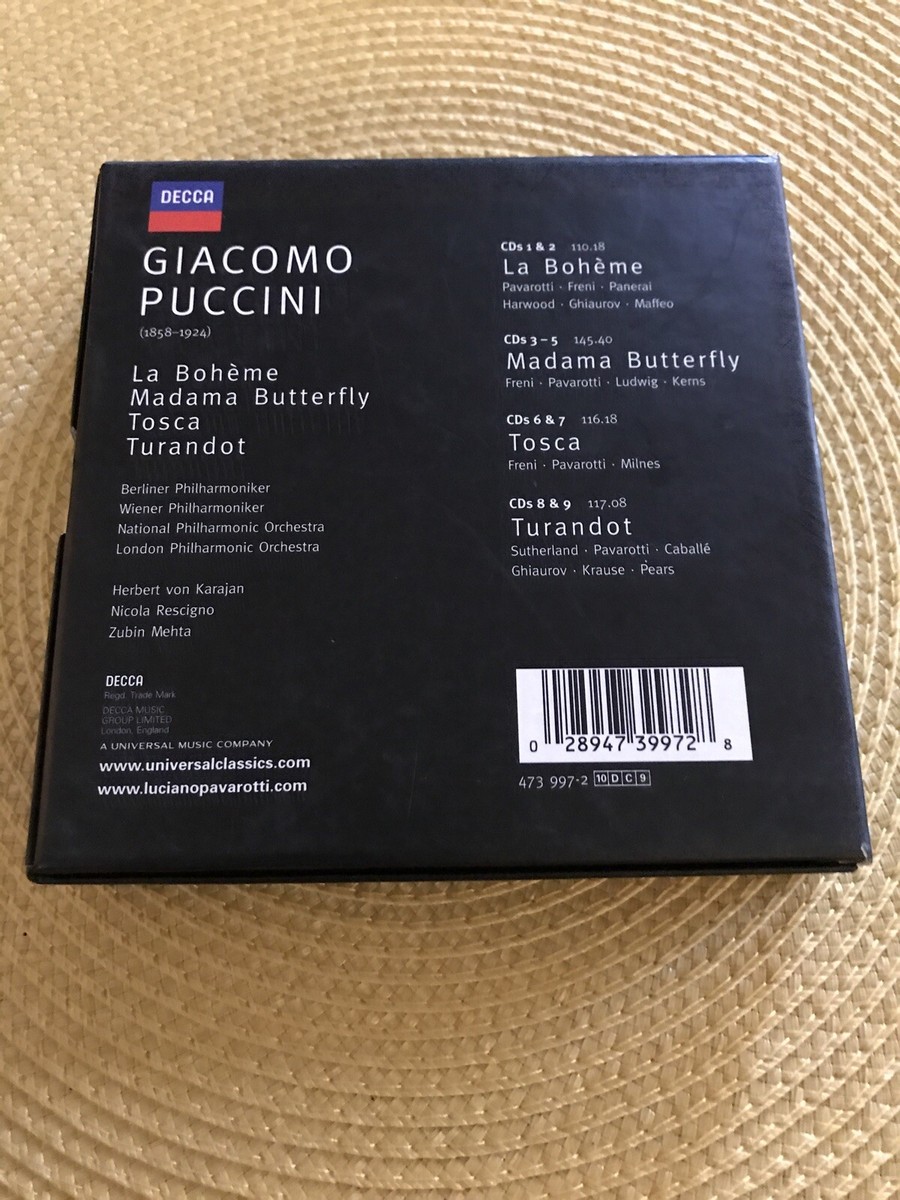 DECCA
GIACOMO
PUCCINI
(1858–1924)
La Bohème
Madama Butterfly
Tosca
Turandot
Berliner Philharmoniker
Wiener Philharmoniker
National Philharmonic Orchestra
London Philharmonic Orchestra
Herbert von Karajan
Nicola Rescigno
Zubin Mehta
DECCA
Regd. Trade Mark
DECCA MUSIC
GROUP LIMITED
London, England
A UNIVERSAL MUSIC COMPANY
www.universalclassics.com
www.lucianopavarotti.com
CDs 1 & 2 110.18
La Bohème
Pavarotti · Freni · Panerai
Harwood · Ghiaurov · Maffeo
CDs 3–5 145.40
Madama Butterfly
Freni · Pavarotti · Ludwig · Kerns
CDs 6 & 7 116.18
Tosca
Freni · Pavarotti · Milnes
CDs 8 & 9 117.08
Turandot
Sutherland · Pavarotti · Caballé
Ghiaurov · Krause · Pears
0 28947 39972 8
473 997-2 10 D C 9